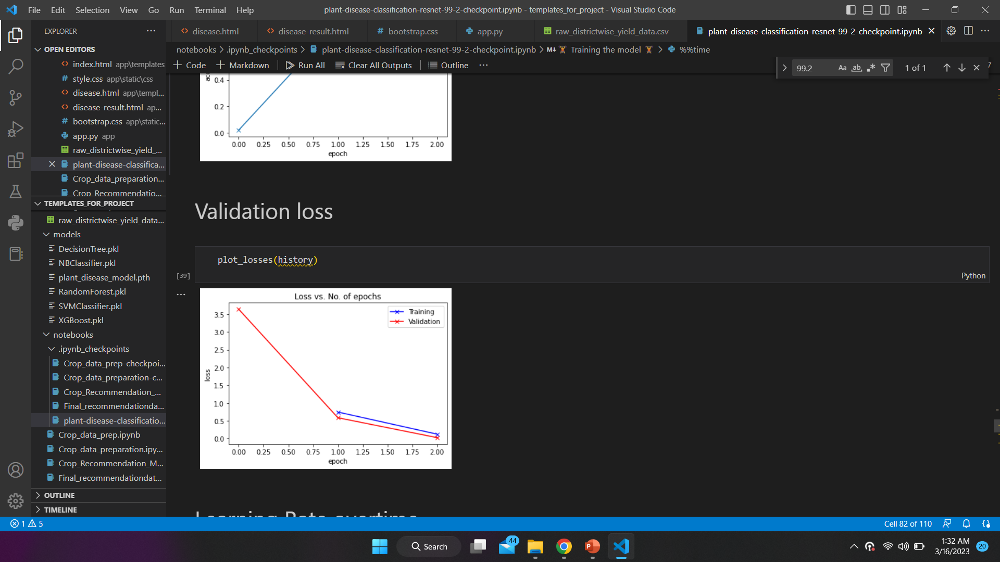 File Edit Selection View Go Run Terminal Help
plant-disease-classification-resnet-99-2-checkpoint.ipynb - templates_for_project - Visual Studio Code
EXPLORER
disease.html
disease-result.html
bootstrap.css
app.py
raw_districtwise_yield_data.csv
plant-disease-classification-resnet-99-2-checkpoint.ipynb
notebooks > .ipynb_checkpoints > plant-disease-classification-resnet-99-2-checkpoint.ipynb > M↓ Training the model > %%time
+ Code + Markdown Run All Clear All Outputs Outline ...
99.2 Aa ab 1 of 1
OPEN EDITORS
index.html app\templates
style.css app\static\css
disease.html app\templ...
disease-result.html ap...
bootstrap.css app\static...
app.py app
raw_districtwise_yield_...
plant-disease-classifica...
Crop_data_preparation...
Crop_Recommendatio...
TEMPLATES_FOR_PROJECT
raw_districtwise_yield_data...
models
DecisionTree.pkl
NBClassifier.pkl
plant_disease_model.pth
RandomForest.pkl
SVMClassifier.pkl
XGBoost.pkl
notebooks
.ipynb_checkpoints
Crop_data_prep-checkpoi...
Crop_data_preparation-c...
Crop_Recommendation_...
Final_recommendationda...
plant-disease-classificatio...
Crop_data_prep.ipynb
Crop_data_preparation.ipy...
Crop_Recommendation_M...
Final_recommendationdat...
OUTLINE
TIMELINE
0.4
0.2
0.0
0.00 0.25 0.50 0.75 1.00 1.25 1.50 1.75 2.00
epoch
Validation loss
plot_losses(history)
[39]
Python
Loss vs. No. of epochs
Training
Validation
3.5
3.0
2.5
2.0
1.5
1.0
0.5
0.0
loss
0.00 0.25 0.50 0.75 1.00 1.25 1.50 1.75 2.00
epoch
Learning Rate overtime
1 5
Cell 82 of 110
Search
44
1:32 AM
3/16/2023
20